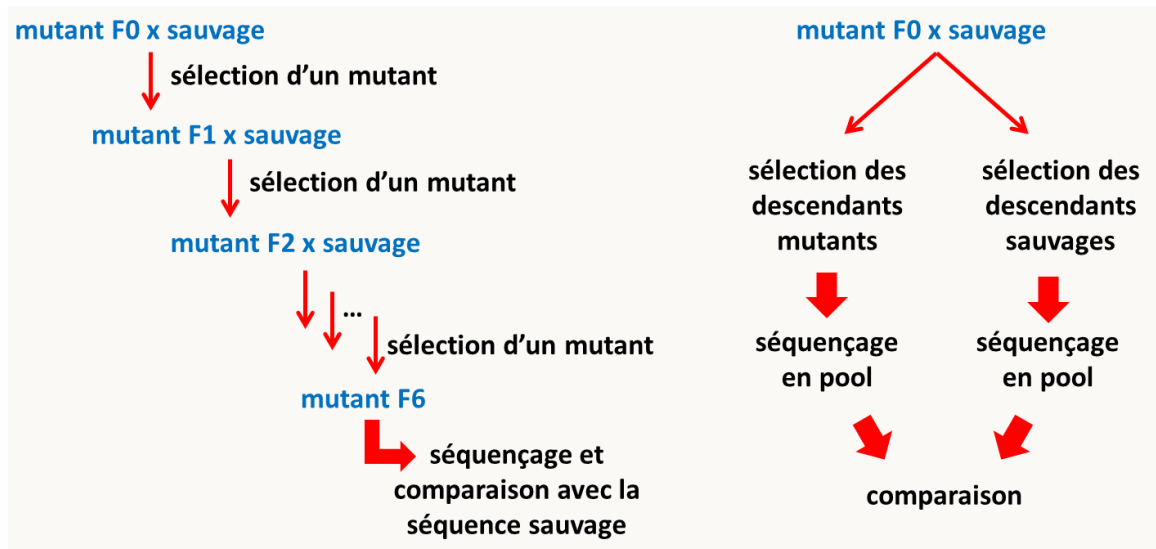 mutant F0 x sauvage
sélection d’un mutant
mutant F1 x sauvage
sélection d’un mutant
mutant F2 x sauvage
...
sélection d’un mutant
mutant F6
séquençage et
comparaison avec la
séquence sauvage
mutant F0 x sauvage
sélection des
descendants
mutants
sélection des
descendants
sauvages
séquençage
en pool
séquençage
en pool
comparaison